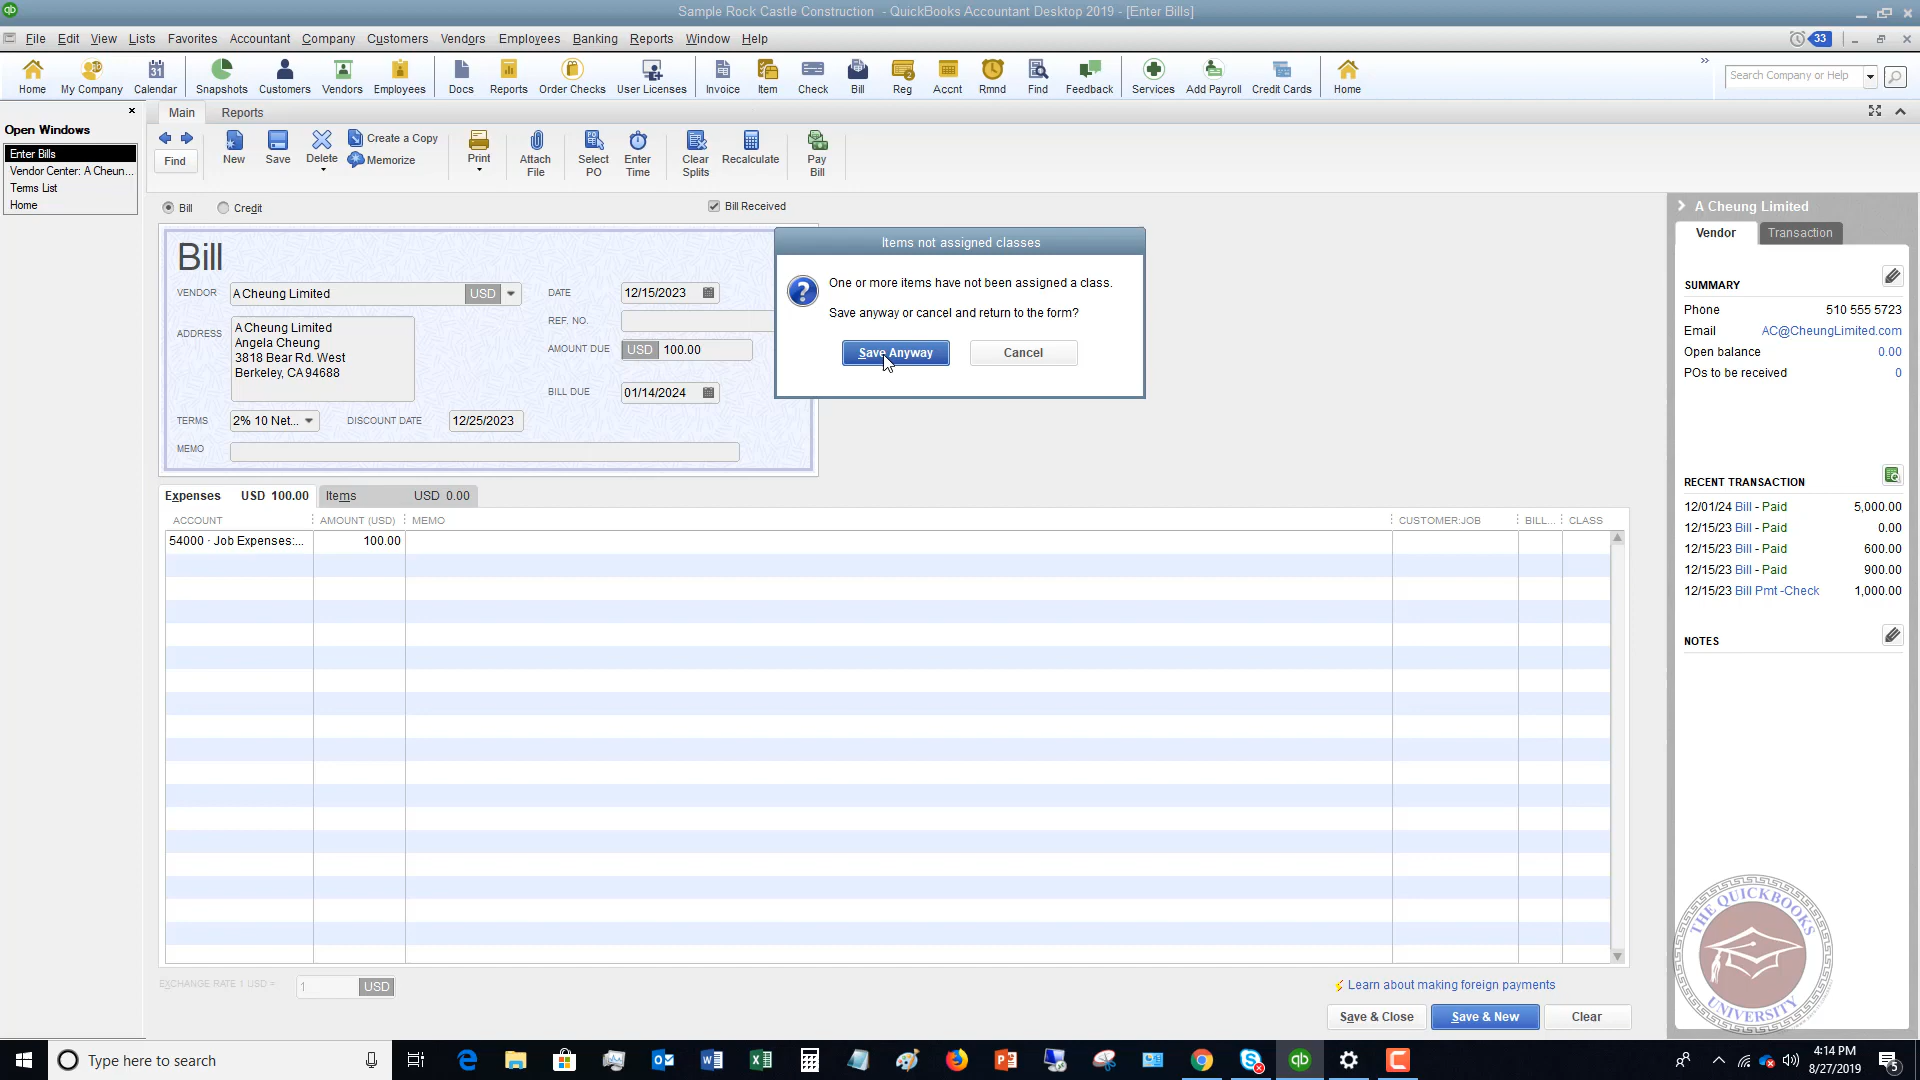 Sample Rock Castle Construction - QuickBooks Accountant Desktop 2019 - [Enter Bills]
File Edit View Lists Favorites Accountant Company Customers Vendors Employees Banking Reports Window Help
33
Home My Company Calendar Snapshots Customers Vendors Employees Docs Reports Order Checks User Licenses Invoice Item Check Bill Reg Accnt Rmnd Find Feedback Services Add Payroll Credit Cards Home
Search Company or Help
Open Windows
Enter Bills
Vendor Center: A Cheun...
Terms List
Home
Main Reports
Find
New
Save
Delete
Create a Copy
Memorize
Print
Attach
File
Select
PO
Enter
Time
Clear
Splits
Recalculate
Pay
Bill
Bill Credit
Bill Received
Bill
VENDOR A Cheung Limited USD
ADDRESS A Cheung Limited
Angela Cheung
3818 Bear Rd. West
Berkeley, CA 94688
DATE 12/15/2023
REF. NO.
AMOUNT DUE USD 100.00
BILL DUE 01/14/2024
TERMS 2% 10 Net... DISCOUNT DATE 12/25/2023
MEMO
Items not assigned classes
One or more items have not been assigned a class.
Save anyway or cancel and return to the form?
Save Anyway Cancel
Expenses USD 100.00 Items USD 0.00
ACCOUNT AMOUNT (USD) MEMO CUSTOMER:JOB BILL... CLASS
54000 · Job Expenses:... 100.00
EXCHANGE RATE 1 USD = 1 USD
Learn about making foreign payments
Save & Close Save & New Clear
A Cheung Limited
Vendor Transaction
SUMMARY
Phone 510 555 5723
Email AC@CheungLimited.com
Open balance 0.00
POs to be received 0
RECENT TRANSACTION
12/01/24 Bill - Paid 5,000.00
12/15/23 Bill - Paid 0.00
12/15/23 Bill - Paid 600.00
12/15/23 Bill - Paid 900.00
12/15/23 Bill Pmt -Check 1,000.00
NOTES
THE QUICKBOOKS
UNIVERSITY
Type here to search
4:14 PM
8/27/2019
5